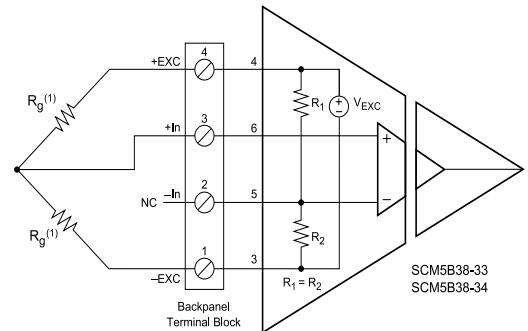 +EXC
4
4
Rg(1)
R1
VEXC
+In
3
6
+
−
+
−
−In
2
5
NC
Rg(1)
R2
1
3
−EXC
R1 = R2
SCM5B38-33
SCM5B38-34
Backpanel
Terminal Block